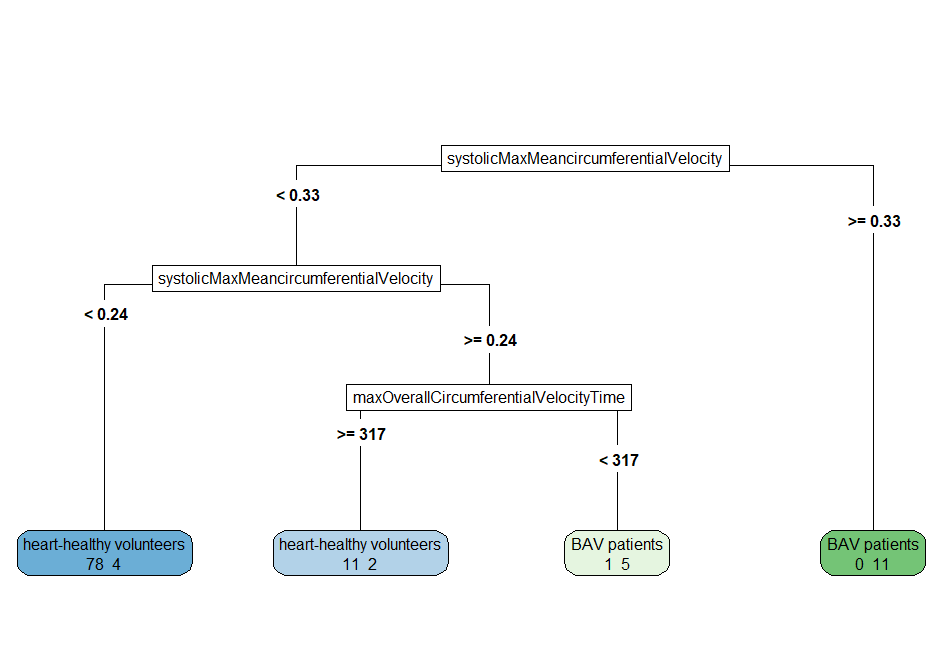 systolicMaxMeancircumferentialVelocity
< 0.33
>= 0.33
systolicMaxMeancircumferentialVelocity
< 0.24
>= 0.24
maxOverallCircumferentialVelocityTime
>= 317
< 317
heart-healthy volunteers
78 4
heart-healthy volunteers
11 2
BAV patients
1 5
BAV patients
0 11